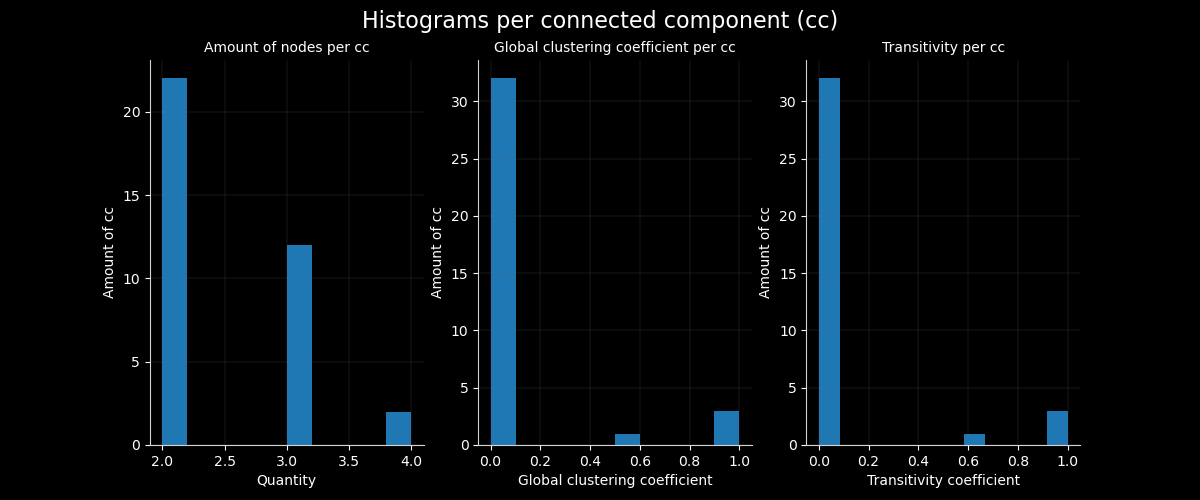 Histograms per connected component (cc)
Amount of nodes per cc
Amount of cc
20
15
10
5
0
2.0 2.5 3.0 3.5 4.0
Quantity
Global clustering coefficient per cc
Amount of cc
30
25
20
15
10
5
0
0.0 0.2 0.4 0.6 0.8 1.0
Global clustering coefficient
Transitivity per cc
Amount of cc
30
25
20
15
10
5
0
0.0 0.2 0.4 0.6 0.8 1.0
Transitivity coefficient